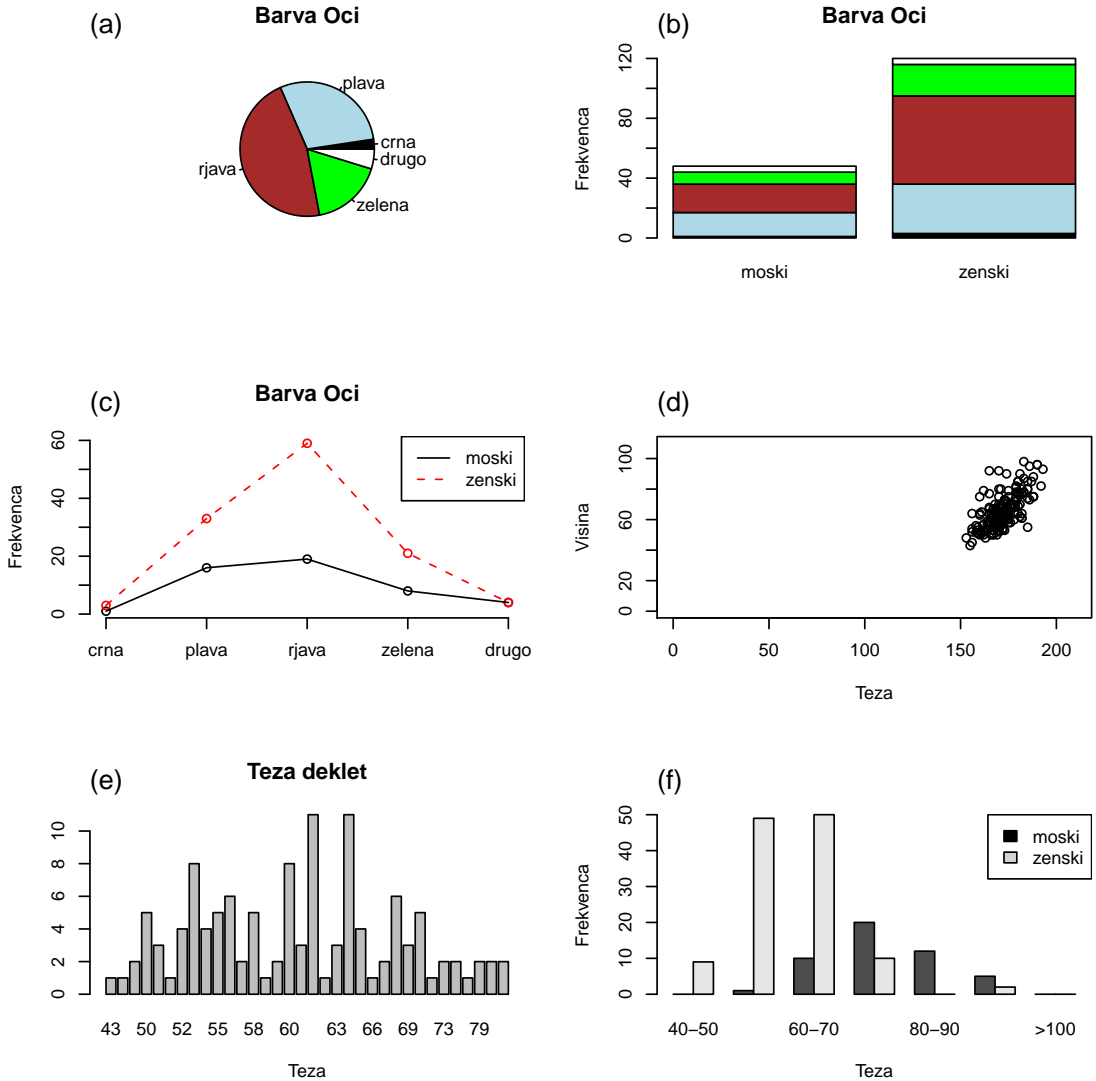 (a)
Barva Oci
plava
crna
drugo
rjava
zelena
(b)
Barva Oci
Frekvenca
0 40 80 120
moski zenski
(c)
Barva Oci
Frekvenca
0 20 40 60
moski
zenski
crna plava rjava zelena drugo
(d)
Visina
0 20 40 60 80 100
0 50 100 150 200
Teza
(e)
Teza deklet
0 2 4 6 8 10
43 50 52 55 58 60 63 66 69 73 79
Teza
(f)
Frekvenca
0 10 20 30 40 50
moski
zenski
40–50 60–70 80–90 >100
Teza